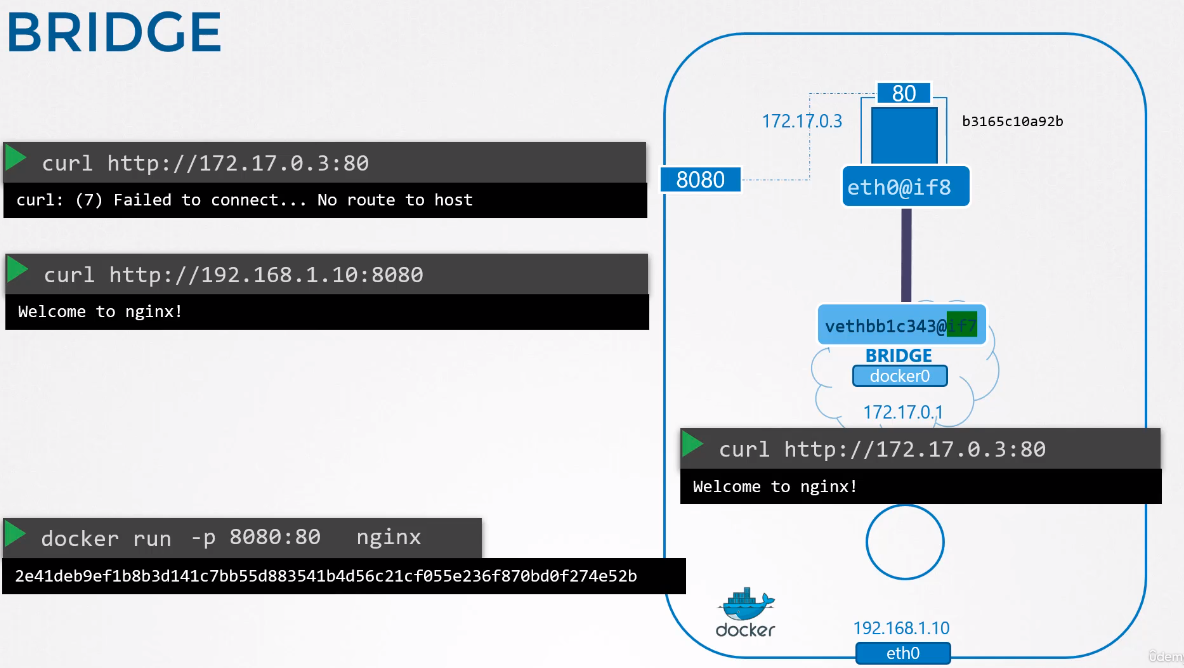 BRIDGE
curl http://172.17.0.3:80
curl: (7) Failed to connect... No route to host
curl http://192.168.1.10:8080
Welcome to nginx!
docker run -p 8080:80 nginx
2e41deb9ef1b8b3d141c7bb55d883541b4d56c21cf055e236f870bd0f274e52b
80
172.17.0.3
b3165c10a92b
8080
eth0@if8
vethbb1c343@if7
BRIDGE
docker0
172.17.0.1
curl http://172.17.0.3:80
Welcome to nginx!
docker
192.168.1.10
eth0